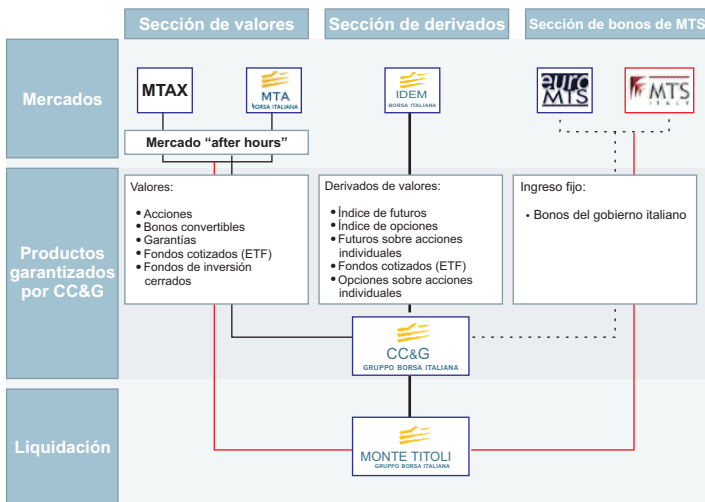 Sección de valores
Sección de derivados
Sección de bonos de MTS
Mercados
MTAX
MTA
BORSA ITALIANA
IDEM
BORSA ITALIANA
euro
MTS
MTS
ITALY
Mercado “after hours”
Productos
garantizados
por CC&G
Valores:
• Acciones
• Bonos convertibles
• Garantías
• Fondos cotizados (ETF)
• Fondos de inversión
cerrados
Derivados de valores:
• Índice de futuros
• Índice de opciones
• Futuros sobre acciones
individuales
• Fondos cotizados (ETF)
• Opciones sobre acciones
individuales
Ingreso fijo:
• Bonos del gobierno italiano
CC&G
GRUPPO BORSA ITALIANA
Liquidación
MONTE TITOLI
GRUPPO BORSA ITALIANA